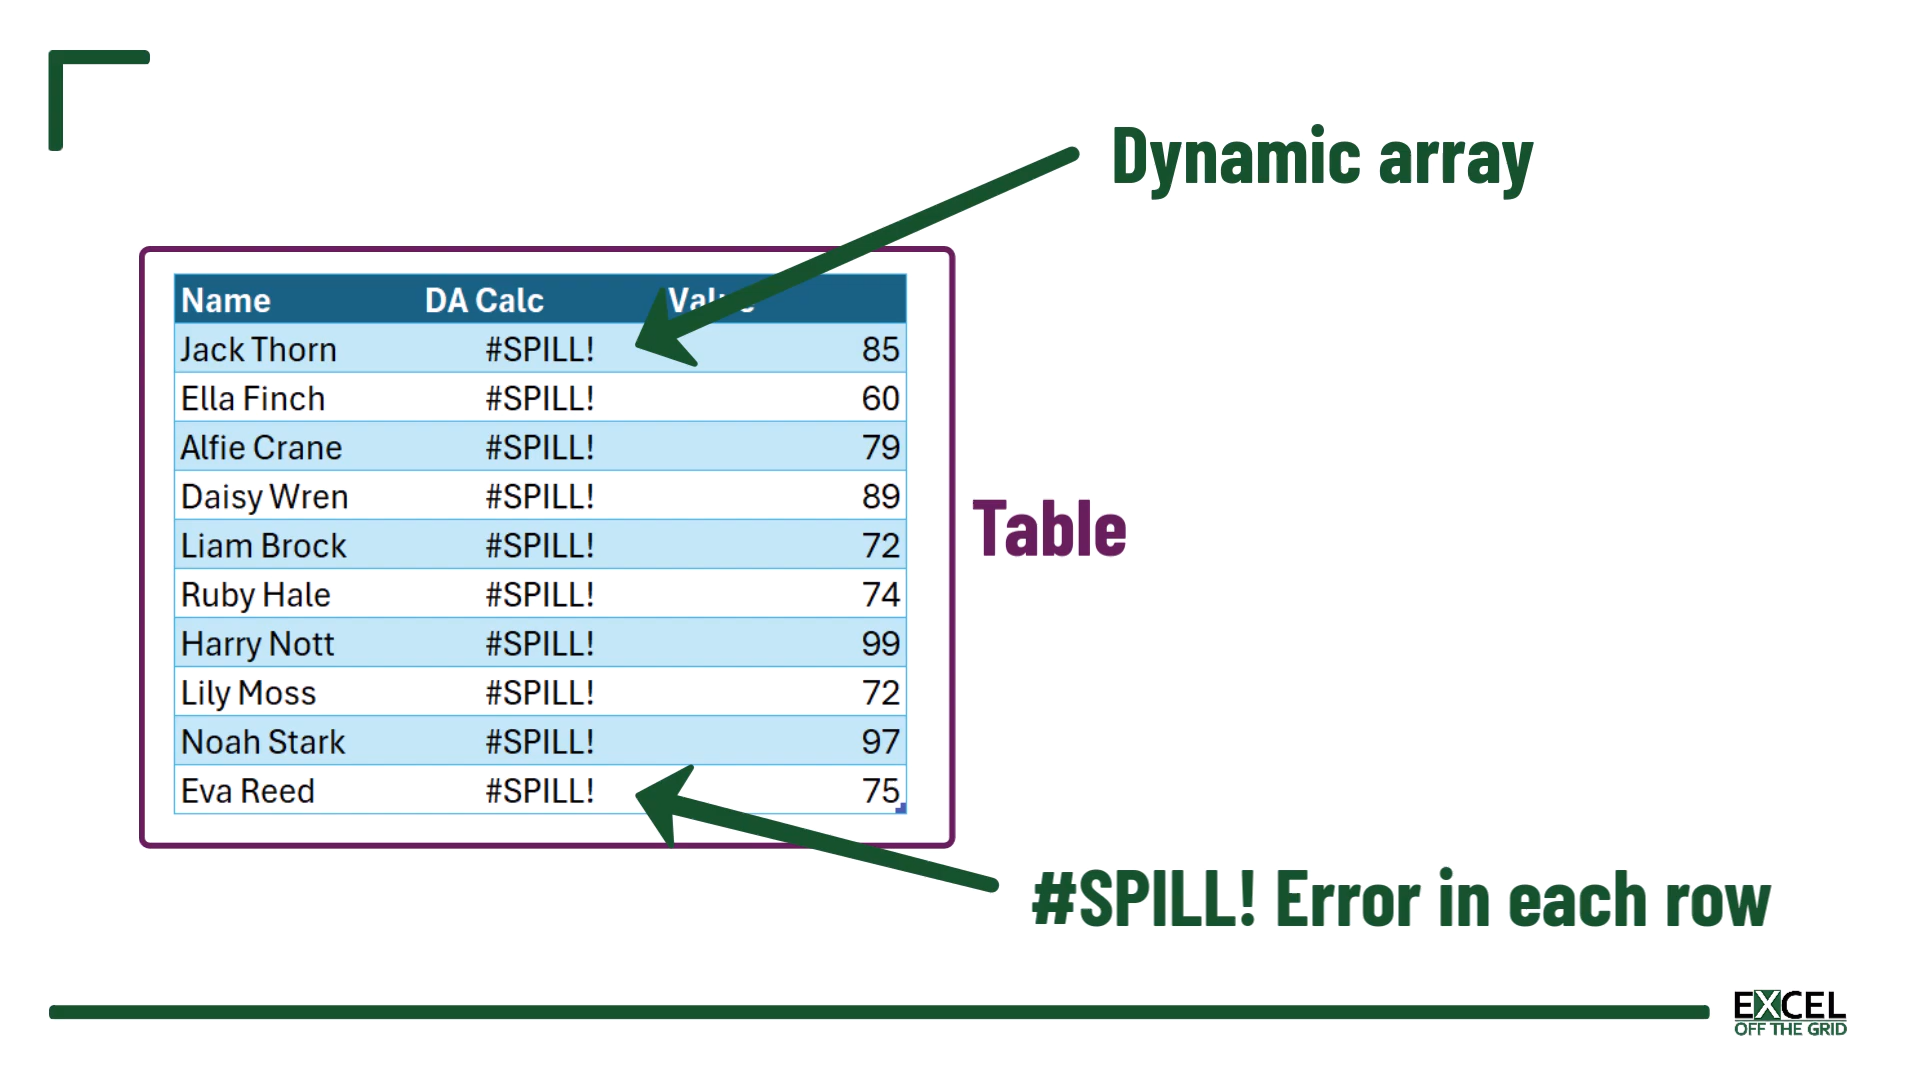 Dynamic array
Name DA Calc Value
Jack Thorn #SPILL! 85
Ella Finch #SPILL! 60
Alfie Crane #SPILL! 79
Daisy Wren #SPILL! 89
Liam Brock #SPILL! 72
Ruby Hale #SPILL! 74
Harry Nott #SPILL! 99
Lily Moss #SPILL! 72
Noah Stark #SPILL! 97
Eva Reed #SPILL! 75
Table
#SPILL! Error in each row
EXCEL
OFF THE GRID